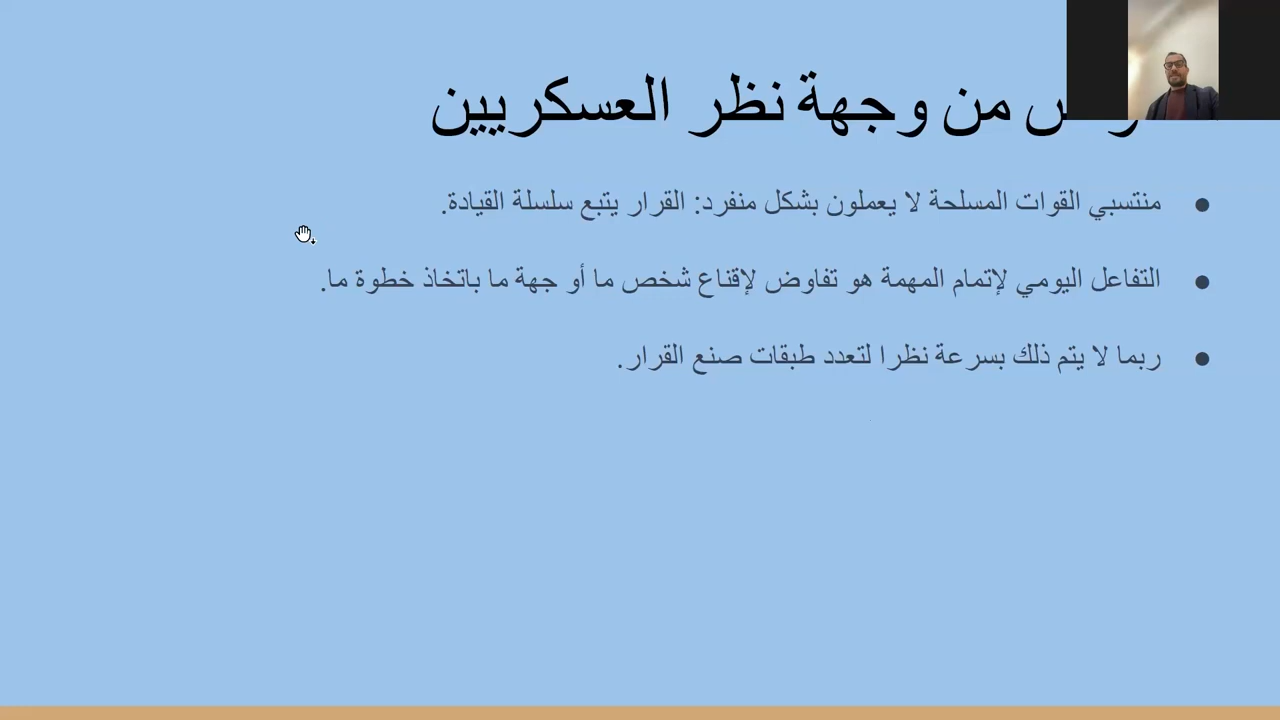 من وجهة نظر العسكريين
منتسبي القوات المسلحة لا يعملون بشكل منفرد: القرار يتبع سلسلة القيادة.
التفاعل اليومي لإتمام المهمة هو تفاوض لإقناع شخص ما أو جهة ما باتخاذ خطوة ما.
ربما لا يتم ذلك بسرعة نظرا لتعدد طبقات صنع القرار.